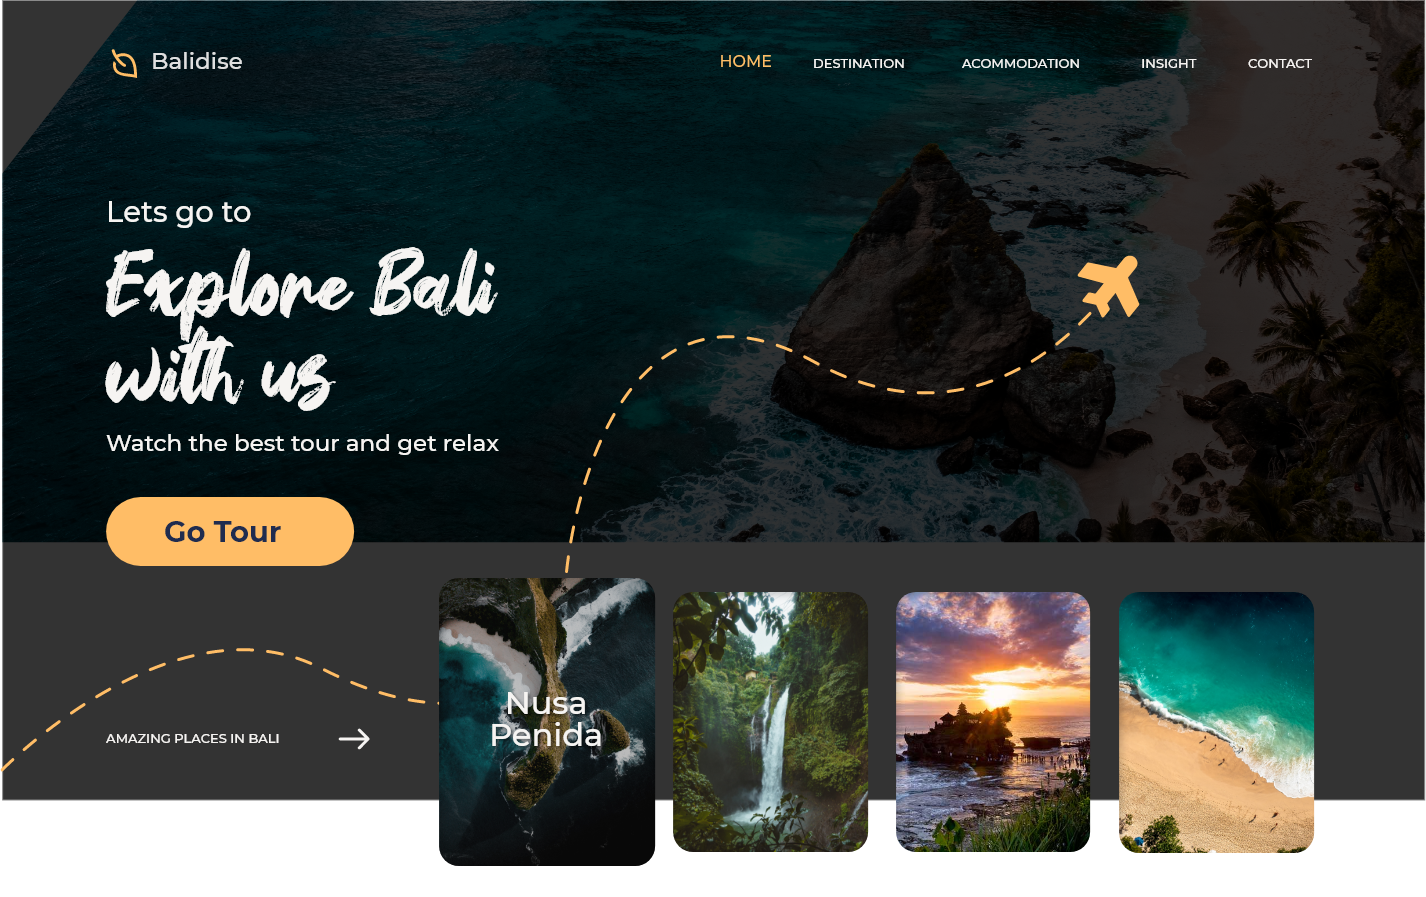 Balidise
HOME
DESTINATION
ACOMMODATION
INSIGHT
CONTACT
Lets go to
Explore Bali
with us
Watch the best tour and get relax
Go Tour
Nusa
Penida
AMAZING PLACES IN BALI